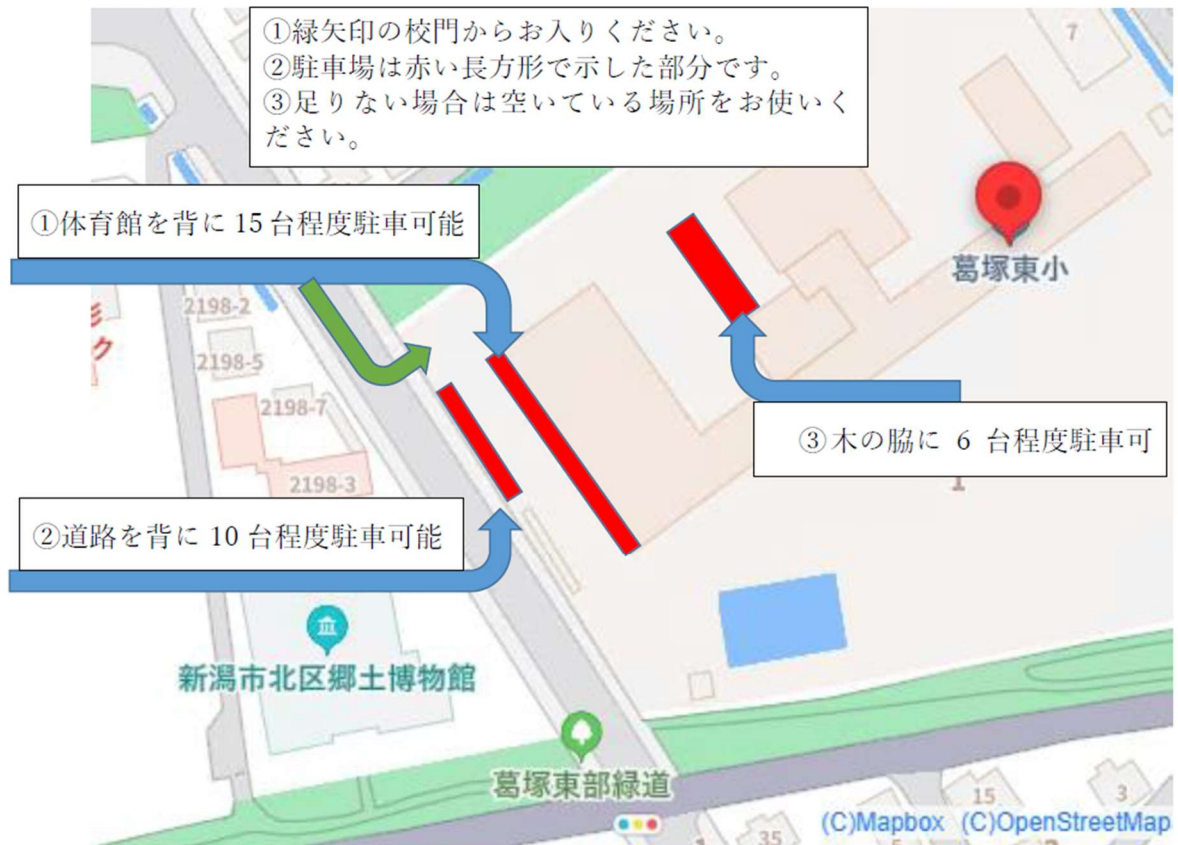 ①緑矢印の校門からお入りください。
②駐車場は赤い長方形で示した部分です。
③足りない場合は空いている場所をお使いく
ださい。
7
①体育館を背に 15 台程度駐車可能
葛塚東小
2198-2
ク
2198-5
2198-7
③木の脇に 6 台程度駐車可
2198-3
1
②道路を背に 10 台程度駐車可能
新潟市北区郷土博物館
葛塚東部緑道
15
3
(C)Mapbox (C)OpenStreetMap
35